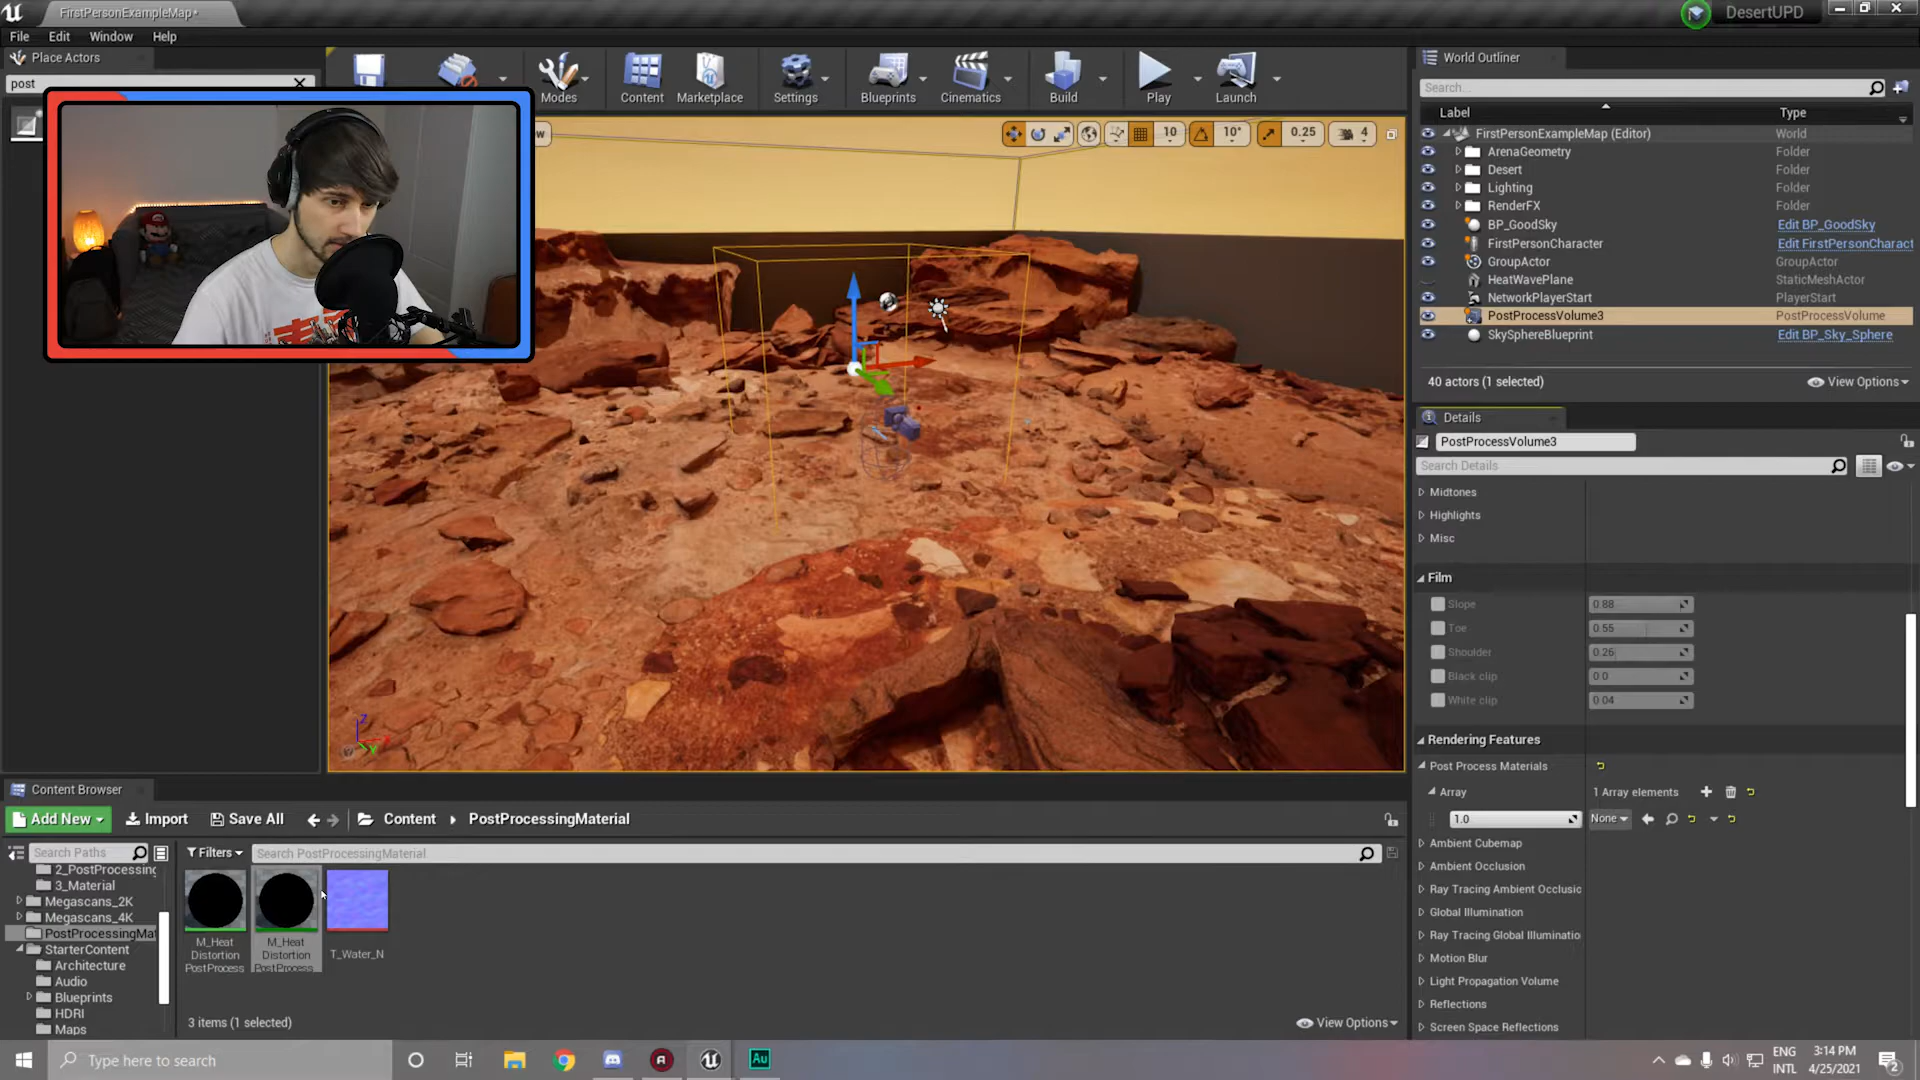 FirstPersonExampleMap*
DesertUPD
File Edit Window Help
Place Actors
post
Modes
Content
Marketplace
Settings
Blueprints
Cinematics
Build
Play
Launch
10
10°
0.25
4
World Outliner
Search...
Label
Type
FirstPersonExampleMap (Editor) World
ArenaGeometry Folder
Desert Folder
Lighting Folder
RenderFX Folder
BP_GoodSky Edit BP_GoodSky
FirstPersonCharacter Edit FirstPersonCharact
GroupActor GroupActor
HeatWavePlane StaticMeshActor
NetworkPlayerStart PlayerStart
PostProcessVolume3 PostProcessVolume
SkySphereBlueprint Edit BP_Sky_Sphere
40 actors (1 selected)
View Options
Details
PostProcessVolume3
Search Details
Midtones
Highlights
Misc
Film
Slope 0.88
Toe 0.55
Shoulder 0.26
Black clip 0 0
White clip 0 04
Rendering Features
Post Process Materials
Array 1 Array elements
1.0 None
Ambient Cubemap
Ambient Occlusion
Ray Tracing Ambient Occlusic
Global Illumination
Ray Tracing Global Illuminatio
Motion Blur
Light Propagation Volume
Reflections
Screen Space Reflections
Content Browser
Add New
Import
Save All
Content
PostProcessingMaterial
Search Paths
Filters
Search PostProcessingMaterial
2_PostProcessing
3_Material
Megascans_2K
Megascans_4K
PostProcessingMat
StarterContent
Architecture
Audio
Blueprints
HDRI
Maps
M_Heat
Distortion
PostProcess
M_Heat
Distortion
PostProcess
T_Water_N
3 items (1 selected)
View Options
Type here to search
Au
ENG
INTL
3:14 PM
4/25/2021
2
Z
X
Y